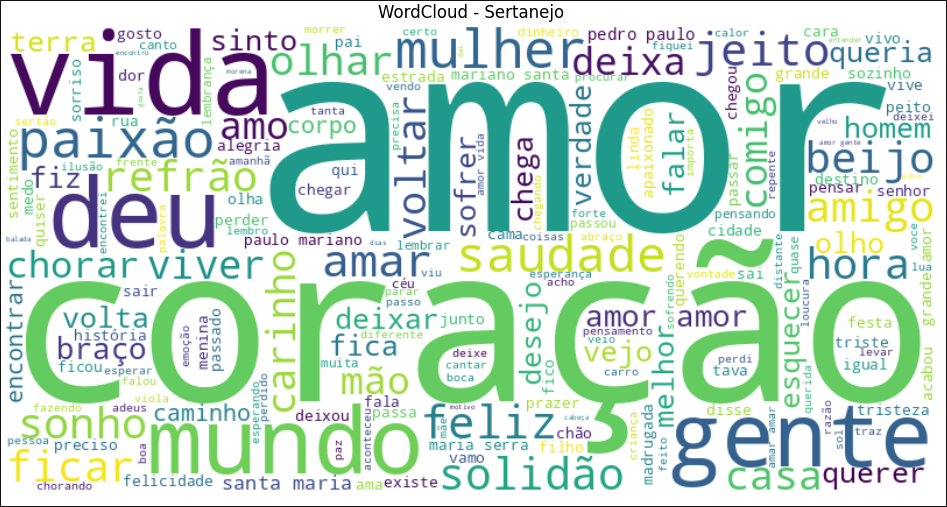 WordCloud - Sertanejo
vida
amor
coração
deu
mundo
gente
paixão
mulher
jeito
olhar
deixa
queria
terra
sinto
gosto
canto
morrer
pai
certo
dinheiro
pedro paulo
fiquei
calor
cara
vivo
entender
encontro
sorriso
dor
lembrança
estrada
mariano santa
procurar
vendo
chegou
grande
sozinho
vive
morena
gosta
amo
corpo
voltar
sofrer
chega
verdade
linda
apaixonado
falar
importa
comigo
homem
peito
deixei
beijo
sertão
rua
tanta
precisa
alegria
amanhã
velho
amor gente
repente
refrão
ilusão
frente
qui
amor vida
chegando
passar
destino
pensar
senhor
sentimento
medo
fiz
chegar
olha
forte
passou
pensando
amigo
quiser
encontrei
palavra
perder
lembro
cama
coisas
abraço
cidade
voce
balada
paulo mariano
dias
lembrar
saudade
querendo
olho
chorar
viver
carinho
amar
viu
esperança
acho
vontade
sai
distante
quase
hora
lua
grande amor
encontrar
sair
céu
parar
passo
desejo
loucura
volta
história
emoção
menina
passado
deixar
diferente
junto
amor amor
pensamento
sofrendo
melhor
esquecer
festa
triste
igual
braço
fica
deixe
cantar
boca
veio
vejo
carro
perdi
tava
levar
acabou
ficou
esperar
falou
esperando
perdido
muita
mão
fico
prazer
querida
tristeza
fazendo
adeus
viola
caminho
deixou
fala
passa
feliz
disse
razão
sonho
motivo
mãe
cabeça
criança
pessoa
preciso
boa
paz
aconteceu
maria serra
chão
filho
vamo
madrugada
feito
amar amar
sol
traz
ficar
chorando
felicidade
santa maria
ama
existe
solidão
casa
querer